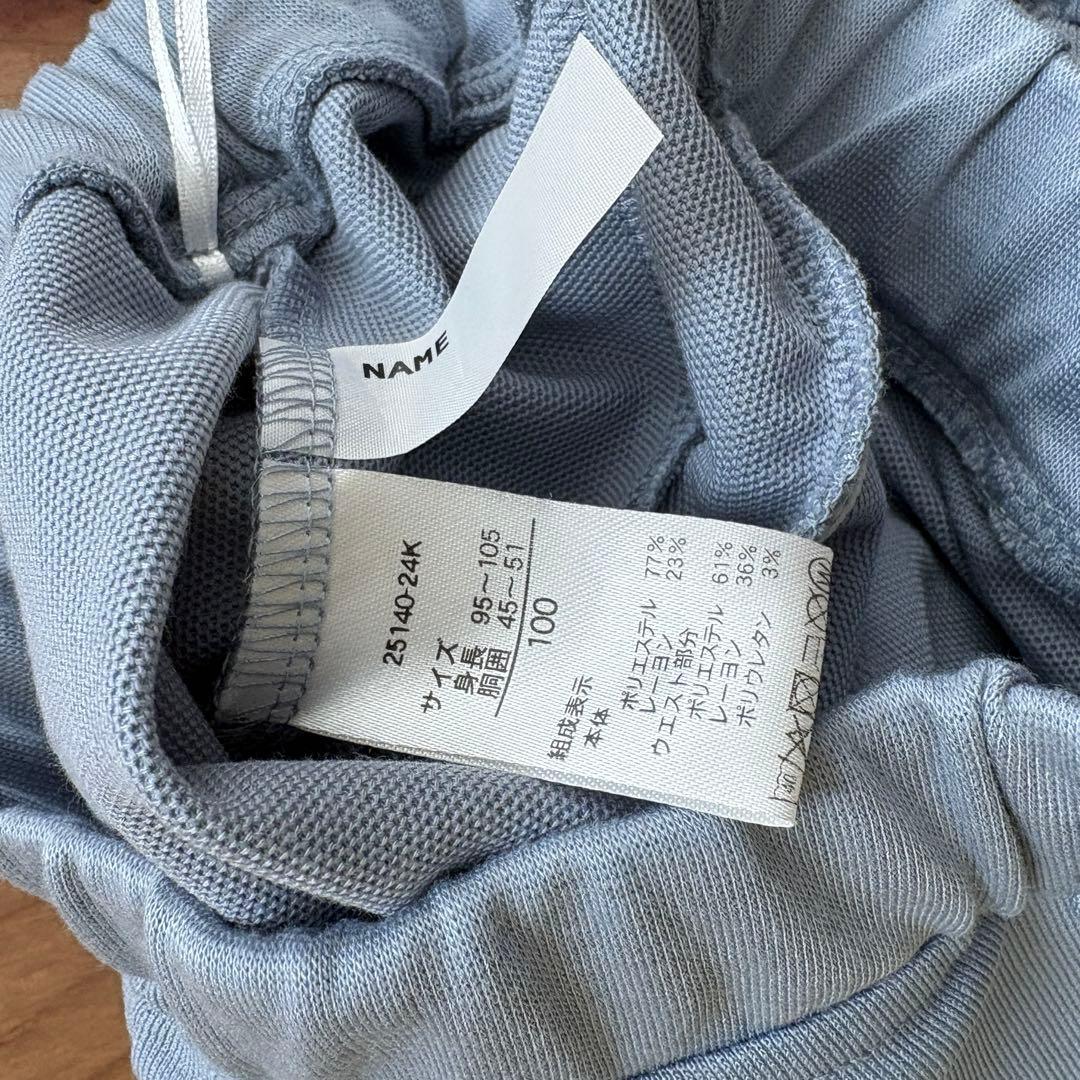 NAME
25140-24K
サイズ
身長 95～105
胴囲 45～51
100
組成表示
本体
ポリエステル 77%
レーヨン 23%
ウエスト部分
ポリエステル 61%
レーヨン 36%
ポリウレタン 3%
40